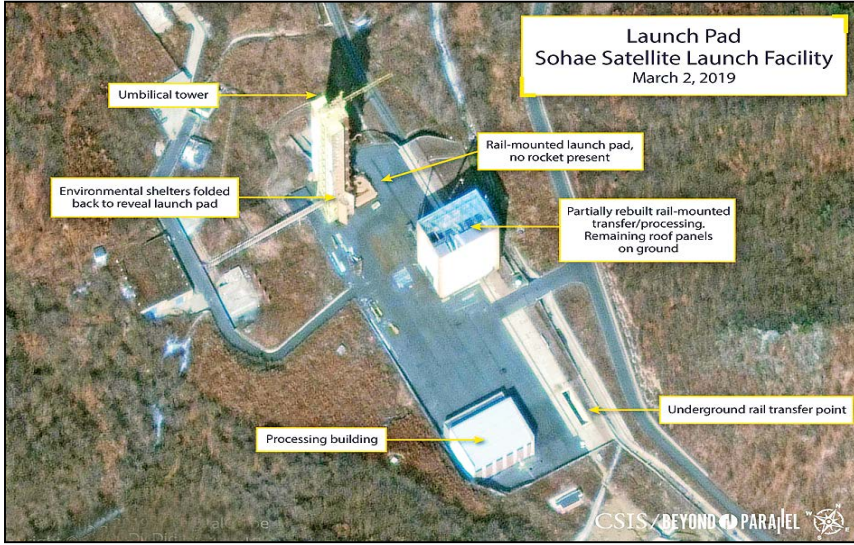 Launch Pad
Sohae Satellite Launch Facility
March 2, 2019
Umbilical tower
Rail-mounted launch pad,
no rocket present
Environmental shelters folded
back to reveal launch pad
Partially rebuilt rail-mounted
transfer/processing.
Remaining roof panels
on ground
Underground rail transfer point
Processing building
CSIS/BEYOND PARALLEL